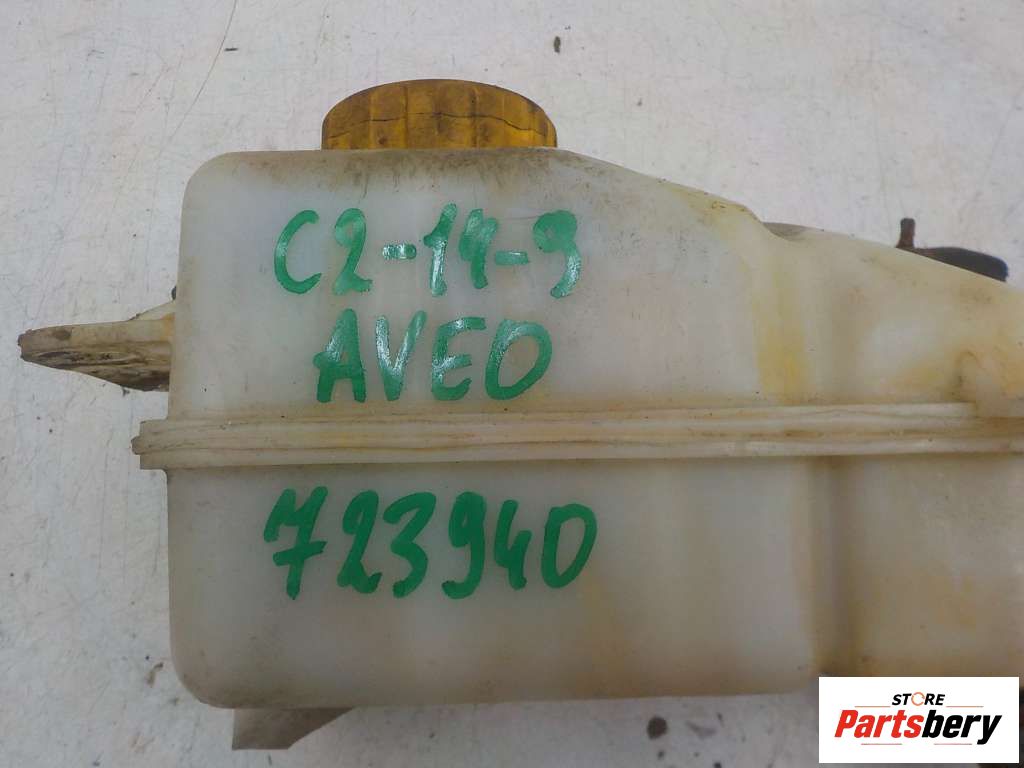 C2-14-9
AVEO
723940
STORE
Partsbery